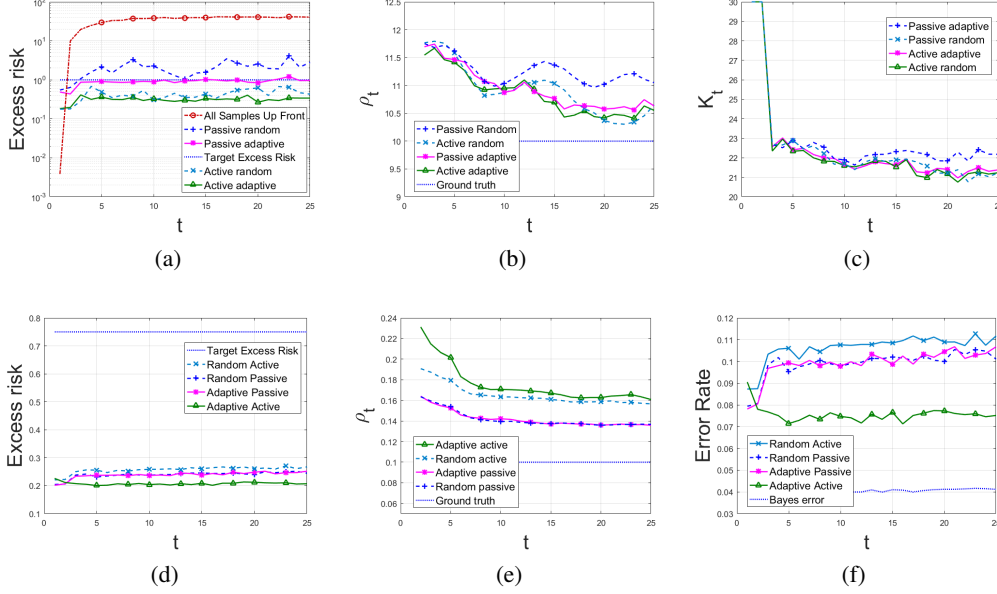 10^2
10^1
10^0
10^-1
10^-2
10^-3
Excess risk
All Samples Up Front
Passive random
Passive adaptive
Target Excess Risk
Active random
Active adaptive
0 5 10 15 20 25
t
(a)
12.5
12
11.5
11
10.5
10
9.5
9
ρt
Passive Random
Active random
Passive adaptive
Active adaptive
Ground truth
0 5 10 15 20 25
t
(b)
30
29
28
27
26
25
24
23
22
21
20
Kt
Passive adaptive
Passive random
Active adaptive
Active random
0 5 10 15 20 25
t
(c)
0.8
0.7
0.6
0.5
0.4
0.3
0.2
0.1
Excess risk
Target Excess Risk
Random Active
Random Passive
Adaptive Passive
Adaptive Active
0 5 10 15 20 25
t
(d)
0.24
0.22
0.2
0.18
0.16
0.14
0.12
0.1
0.08
0.06
ρt
Adaptive active
Random active
Adaptive passive
Random passive
Ground truth
0 5 10 15 20 25
t
(e)
0.13
0.12
0.11
0.1
0.09
0.08
0.07
0.06
0.05
0.04
0.03
Error Rate
Random Active
Random Passive
Adaptive Passive
Adaptive Active
Bayes error
0 5 10 15 20 25
t
(f)